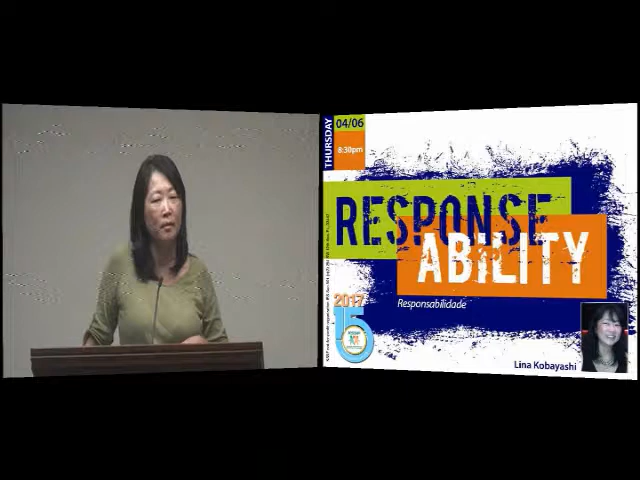 THURSDAY
04/06
8:30pm
RESPONSE
ABILITY
Responsabilidade
2017
15
Lina Kobayashi